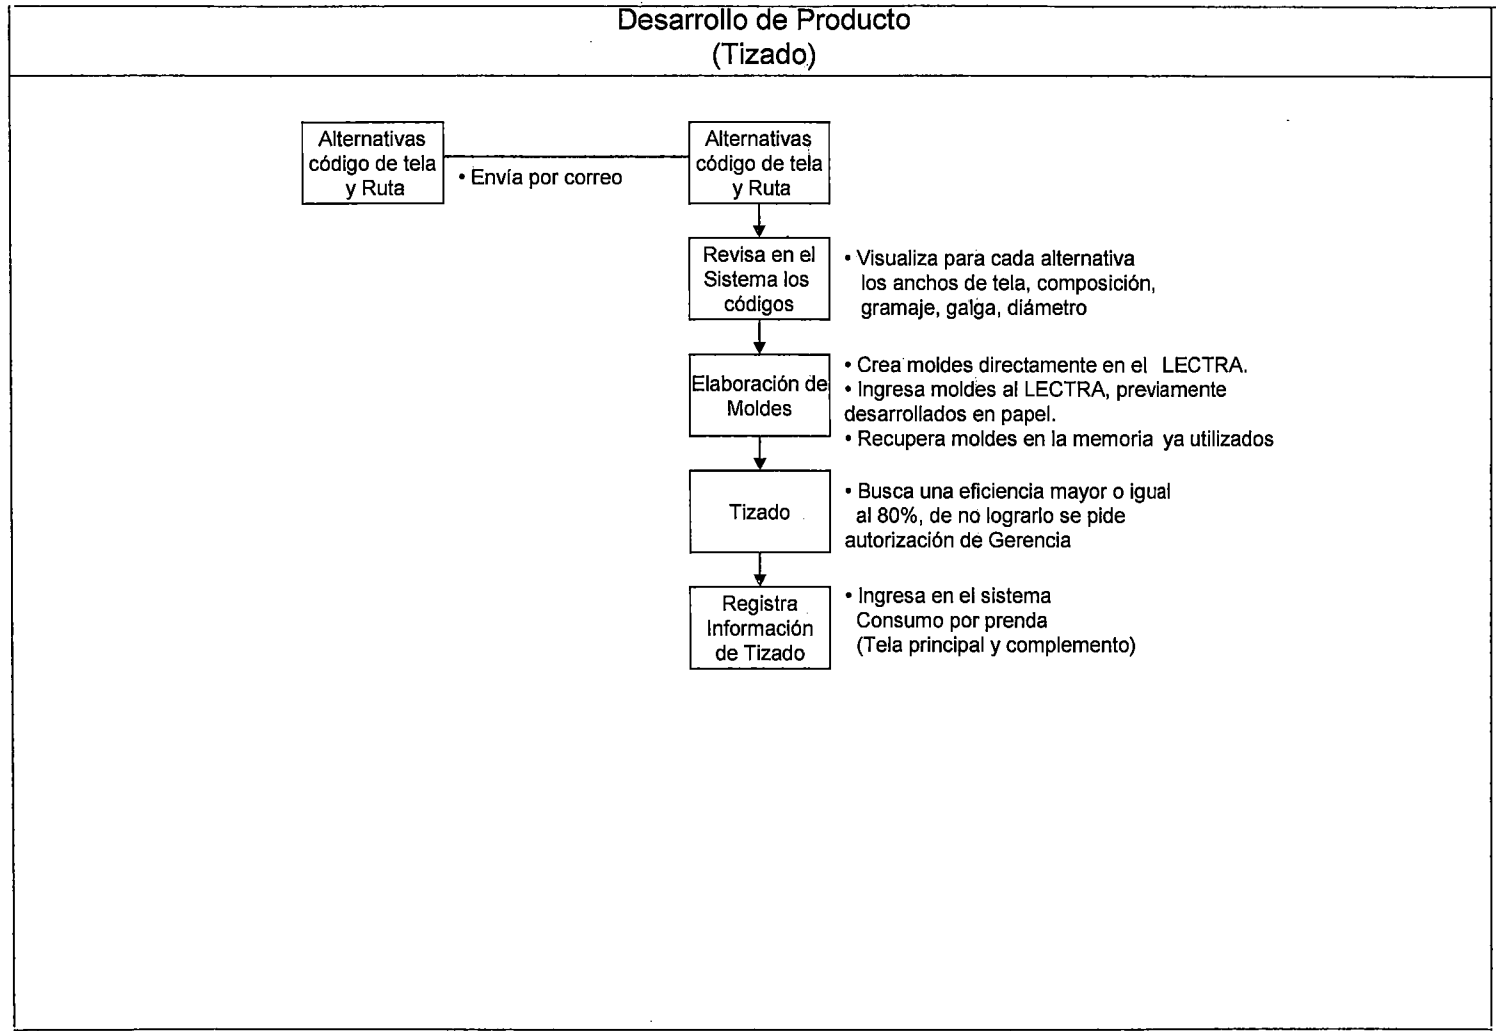 Desarrollo de Producto
(Tizado)
Alternativas
código de tela
y Ruta
• Envía por correo
Alternativas
código de tela
y Ruta
Revisa en el
Sistema los
códigos
• Visualiza para cada alternativa
los anchos de tela, composición,
gramaje, galga, diámetro
Elaboración de
Moldes
• Crea moldes directamente en el LECTRA.
• Ingresa moldes al LECTRA, previamente
desarrollados en papel.
• Recupera moldes en la memoria ya utilizados
Tizado
• Busca una eficiencia mayor o igual
al 80%, de no lograrlo se pide
autorización de Gerencia
Registra
Información
de Tizado
• Ingresa en el sistema
Consumo por prenda
(Tela principal y complemento)